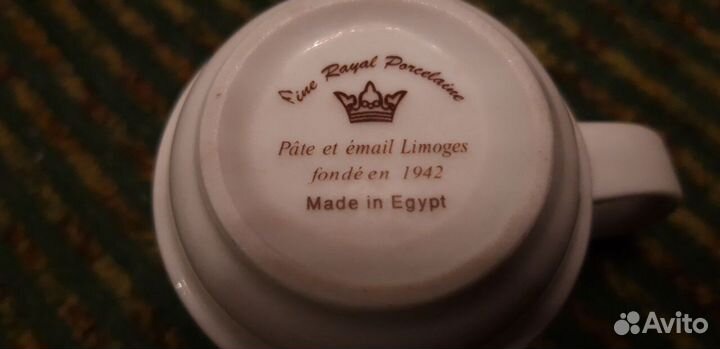 Fine Royal Porcelaine
Pâte et émail Limoges
fondé en 1942
Made in Egypt
Avito